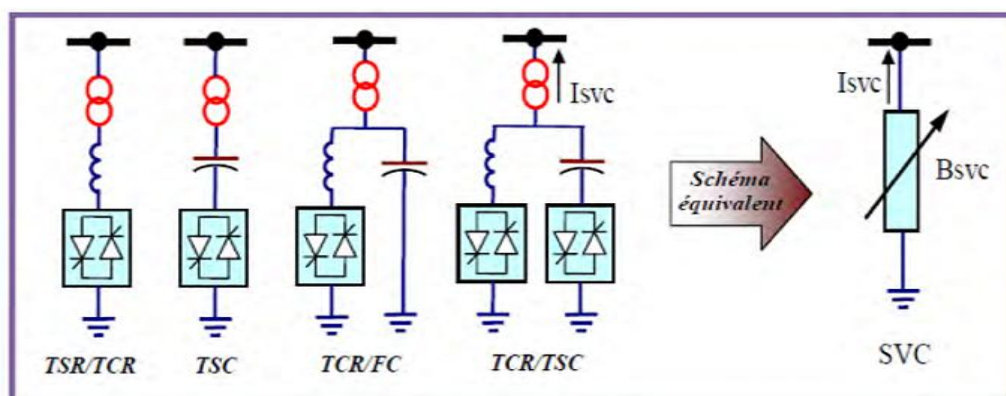 Isvc
Isvc
Bsvc
Schéma
équivalent
TSR/TCR
TSC
TCR/FC
TCR/TSC
SVC